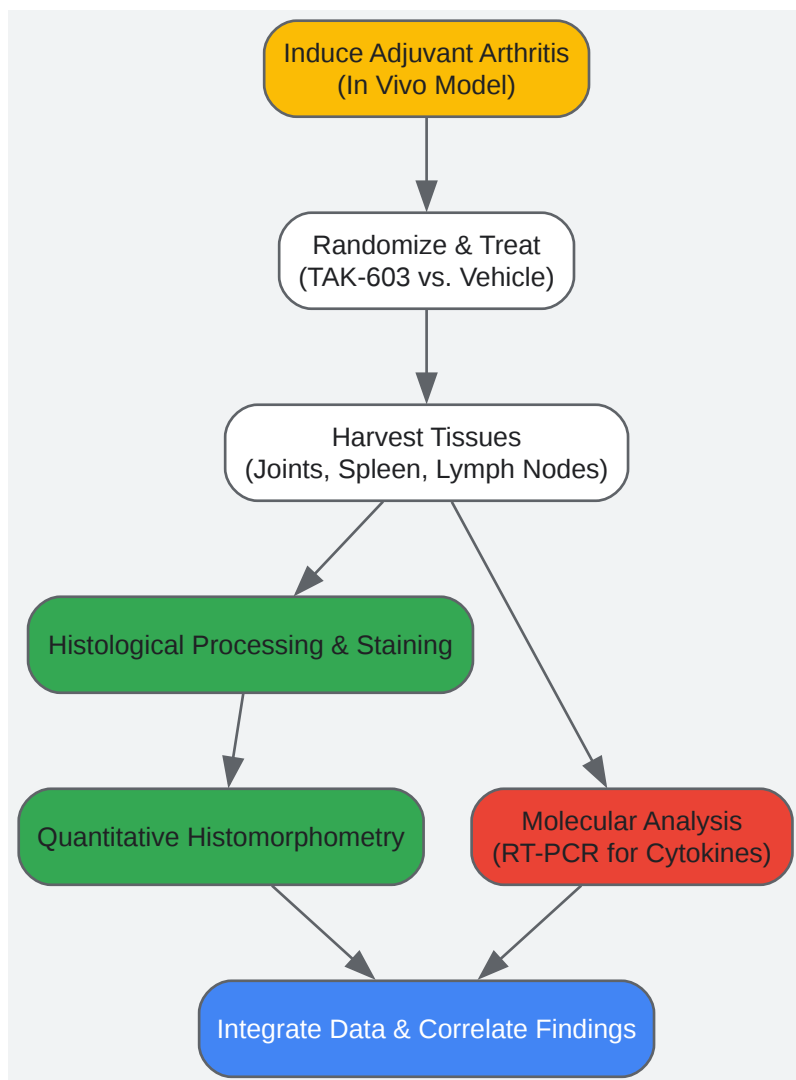 Induce Adjuvant Arthritis
(In Vivo Model)
Randomize & Treat
(TAK-603 vs. Vehicle)
Harvest Tissues
(Joints, Spleen, Lymph Nodes)
Histological Processing & Staining
Quantitative Histomorphometry
Molecular Analysis
(RT-PCR for Cytokines)
Integrate Data & Correlate Findings